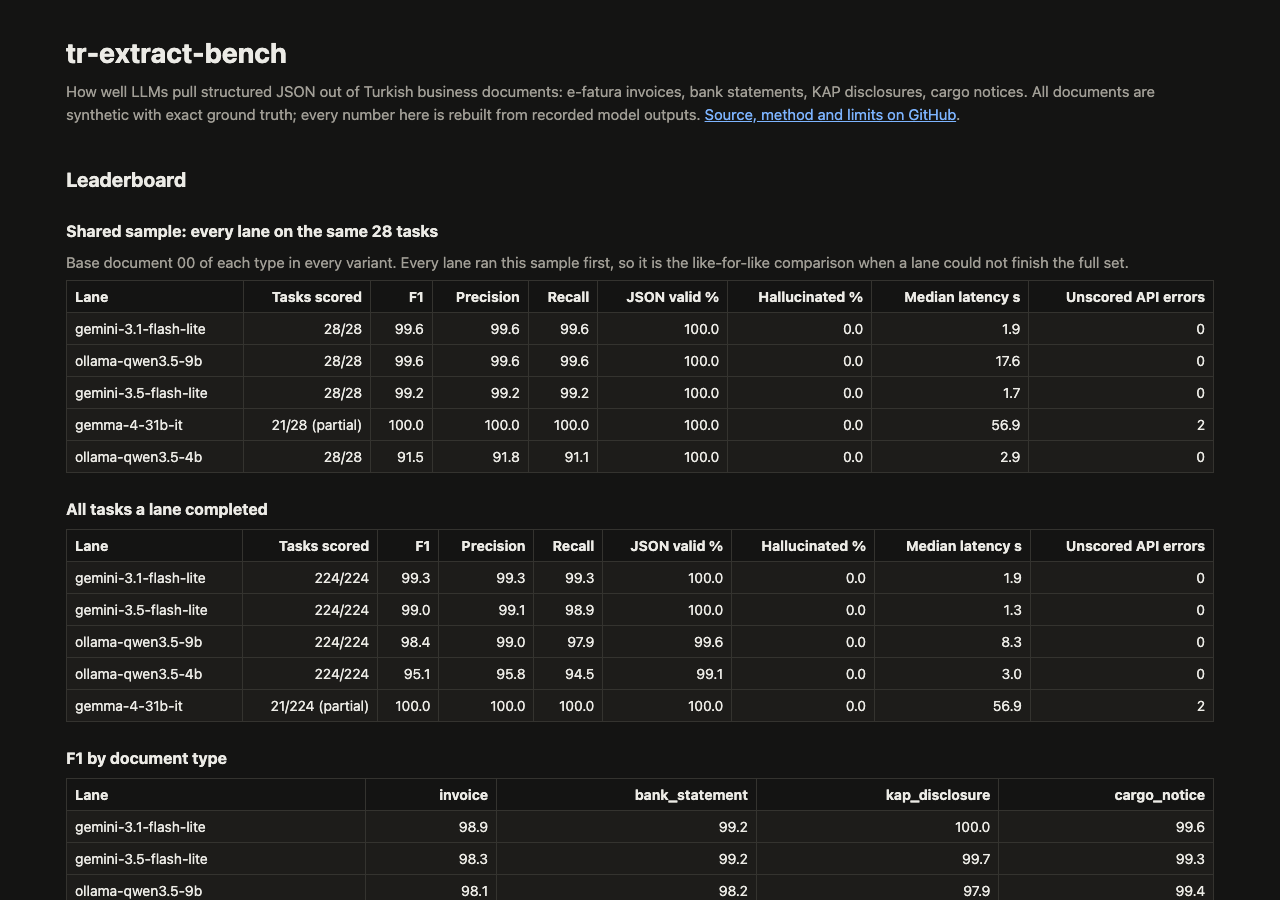 tr-extract-bench
How well LLMs pull structured JSON out of Turkish business documents: e-fatura invoices, bank statements, KAP disclosures, cargo notices. All documents are
synthetic with exact ground truth; every number here is rebuilt from recorded model outputs. Source, method and limits on GitHub.
Leaderboard
Shared sample: every lane on the same 28 tasks
Base document 00 of each type in every variant. Every lane ran this sample first, so it is the like-for-like comparison when a lane could not finish the full set.
Lane Tasks scored F1 Precision Recall JSON valid % Hallucinated % Median latency s Unscored API errors
gemini-3.1-flash-lite 28/28 99.6 99.6 99.6 100.0 0.0 1.9 0
ollama-qwen3.5-9b 28/28 99.6 99.6 99.6 100.0 0.0 17.6 0
gemini-3.5-flash-lite 28/28 99.2 99.2 99.2 100.0 0.0 1.7 0
gemma-4-31b-it 21/28 (partial) 100.0 100.0 100.0 100.0 0.0 56.9 2
ollama-qwen3.5-4b 28/28 91.5 91.8 91.1 100.0 0.0 2.9 0
All tasks a lane completed
Lane Tasks scored F1 Precision Recall JSON valid % Hallucinated % Median latency s Unscored API errors
gemini-3.1-flash-lite 224/224 99.3 99.3 99.3 100.0 0.0 1.9 0
gemini-3.5-flash-lite 224/224 99.0 99.1 98.9 100.0 0.0 1.3 0
ollama-qwen3.5-9b 224/224 98.4 99.0 97.9 99.6 0.0 8.3 0
ollama-qwen3.5-4b 224/224 95.1 95.8 94.5 99.1 0.0 3.0 0
gemma-4-31b-it 21/224 (partial) 100.0 100.0 100.0 100.0 0.0 56.9 2
F1 by document type
Lane invoice bank_statement kap_disclosure cargo_notice
gemini-3.1-flash-lite 98.9 99.2 100.0 99.6
gemini-3.5-flash-lite 98.3 99.2 99.7 99.3
ollama-qwen3.5-9b 98.1 98.2 97.9 99.4